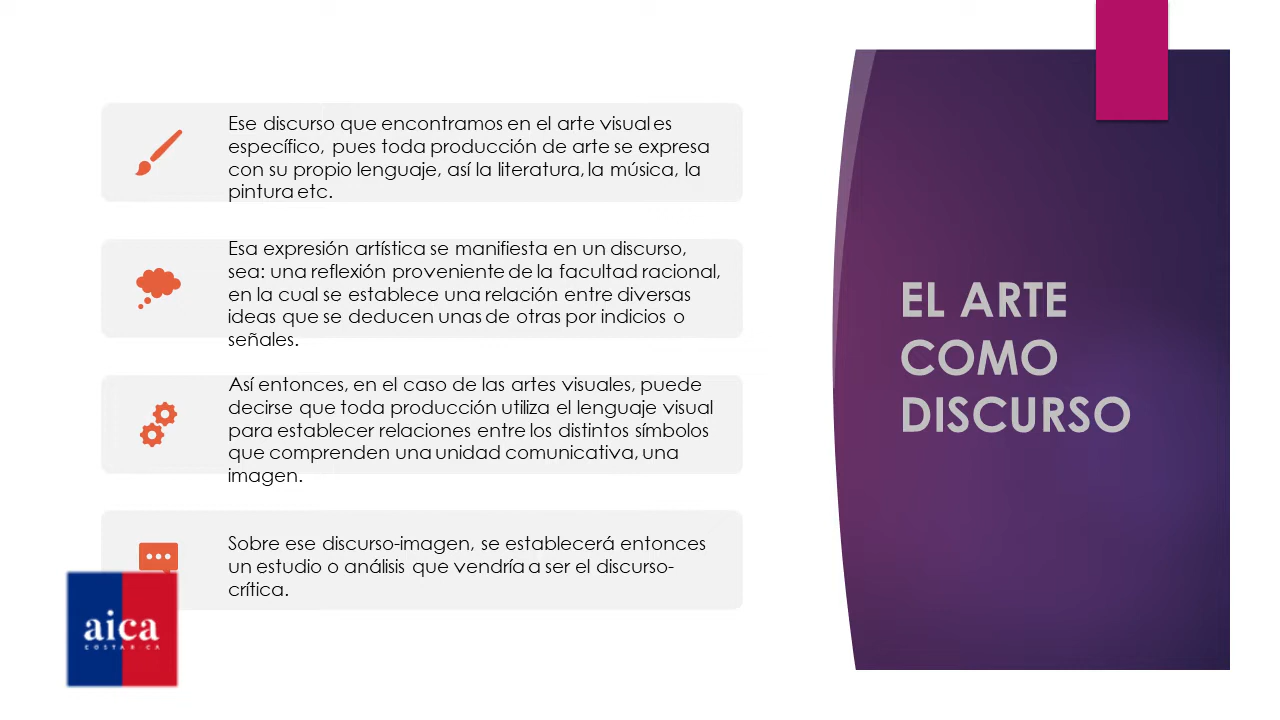 Ese discurso que encontramos en el arte visual es
específico, pues toda producción de arte se expresa
con su propio lenguaje, así la literatura, la música, la
pintura etc.
Esa expresión artística se manifiesta en un discurso,
sea: una reflexión proveniente de la facultad racional,
en la cual se establece una relación entre diversas
ideas que se deducen unas de otras por indicios o
señales.
Así entonces, en el caso de las artes visuales, puede
decirse que toda producción utiliza el lenguaje visual
para establecer relaciones entre los distintos símbolos
que comprenden una unidad comunicativa, una
imagen.
Sobre ese discurso-imagen, se establecerá entonces
un estudio o análisis que vendría a ser el discurso-
crítica.
EL ARTE
COMO
DISCURSO
aica
COSTA RICA